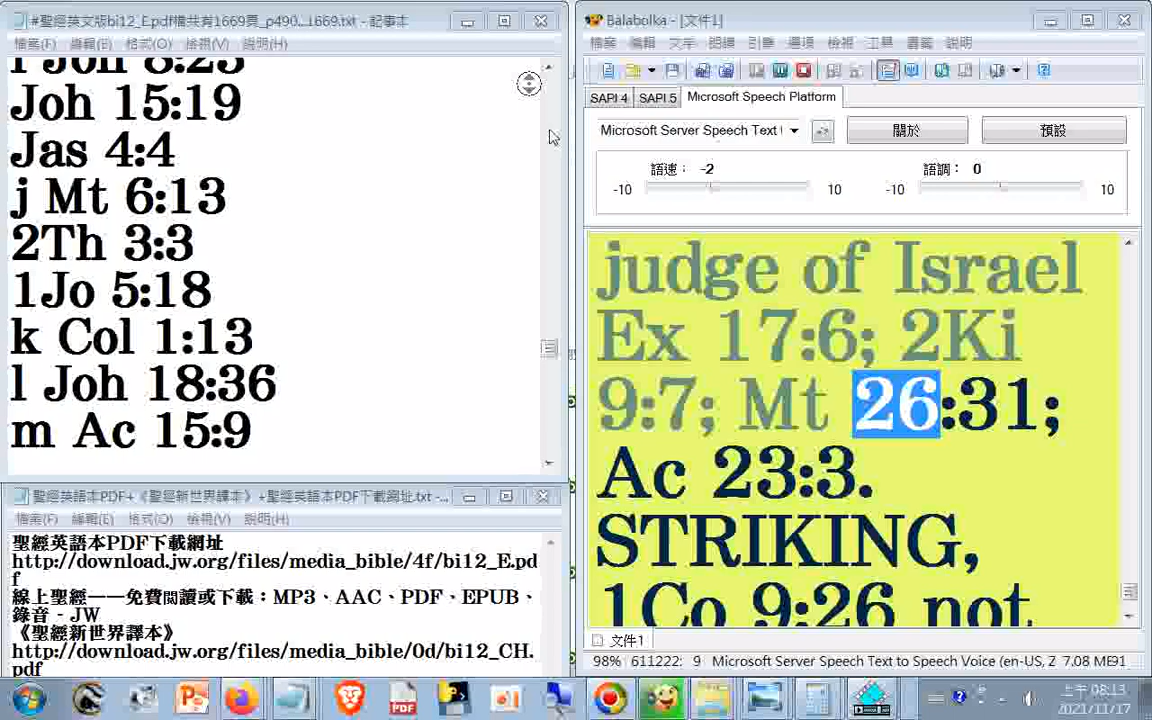 #聖經英文版bi12_E.pdf檔共有1669頁_p490...1669.txt - 記事本
檔案(F) 編輯(E) 格式(O) 檢視(V) 說明(H)
Joh 15:19
Jas 4:4
j Mt 6:13
2Th 3:3
1Jo 5:18
k Col 1:13
l Joh 18:36
m Ac 15:9
聖經英語本PDF+《聖經新世界譯本》+聖經英語本PDF下載網址.txt -...
檔案(F) 編輯(E) 格式(O) 檢視(V) 說明(H)
聖經英語本PDF下載網址
http://download.jw.org/files/media_bible/4f/bi12_E.pd
f
線上聖經——免費閱讀或下載：MP3、AAC、PDF、EPUB、
錄音 - JW
《聖經新世界譯本》
http://download.jw.org/files/media_bible/0d/bi12_CH.
pdf
Balabolka - [文件1]
檔案 編輯 文字 朗讀 引擎 選項 檢視 工具 書籤 說明
SAPI 4 SAPI 5 Microsoft Speech Platform
Microsoft Server Speech Text
關於 預設
語速： -2 語調： 0
-10 10 -10 10
judge of Israel
Ex 17:6; 2Ki
9:7; Mt 26:31;
Ac 23:3.
STRIKING,
1Co 9:26 not
文件1
98% 611222: 9 Microsoft Server Speech Text to Speech Voice (en-US, Z 7.08 ME91
上午 08:13
2021/11/17